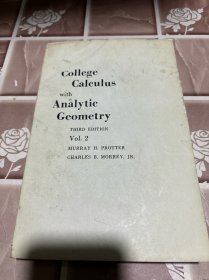 College
Calculus
with
Analytic
Geometry
THIRD EDITION
Vol. 2
MURRAY H. PROTTER
CHARLES B. MORREY, JR.